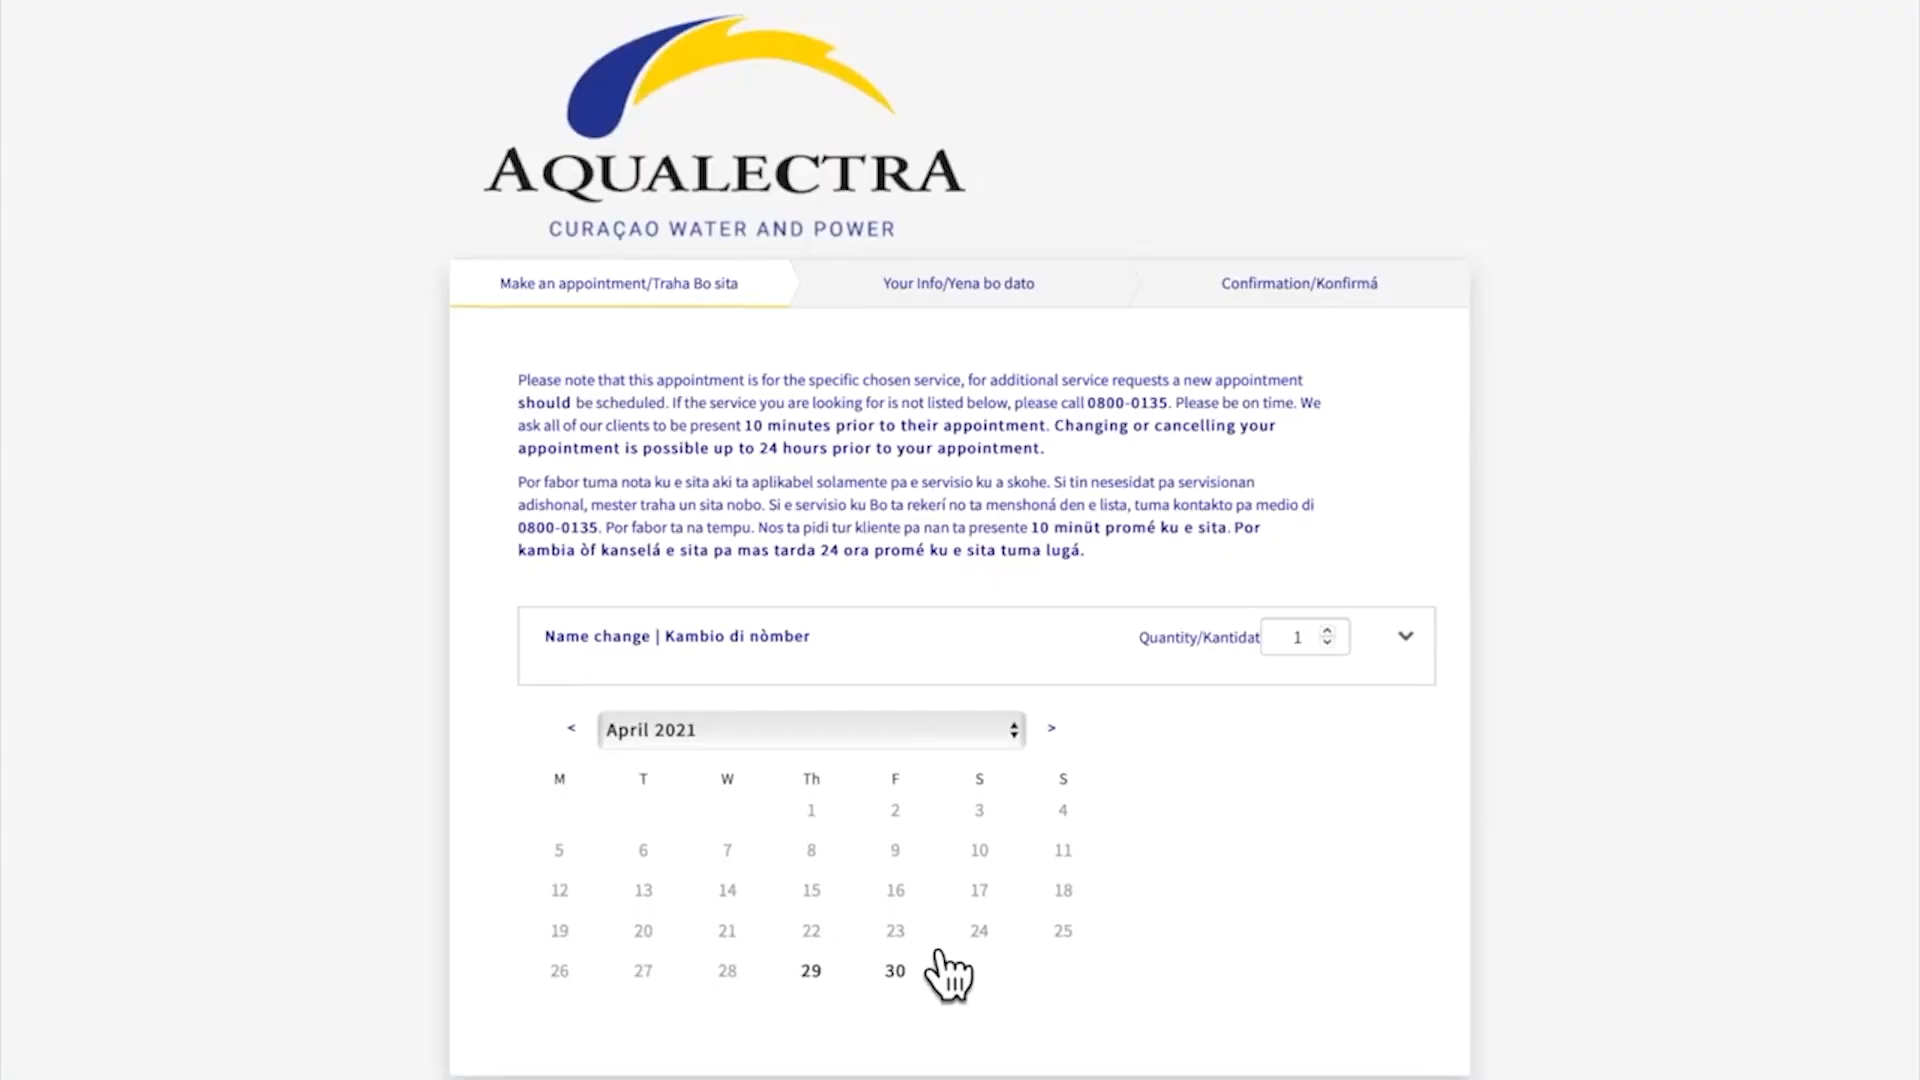 AQUALECTRA
CURAÇAO WATER AND POWER
Make an appointment/Traha Bo sita
Your Info/Yena bo dato
Confirmation/Konfirmá
Please note that this appointment is for the specific chosen service, for additional service requests a new appointment
should be scheduled. If the service you are looking for is not listed below, please call 0800-0135. Please be on time. We
ask all of our clients to be present 10 minutes prior to their appointment. Changing or cancelling your
appointment is possible up to 24 hours prior to your appointment.
Por fabor tuma nota ku e sita aki ta aplikabel solamente pa e servisio ku a skohe. Si tin nesesidat pa servisionan
adishonal, mester traha un sita nobo. Si e servisio ku Bo ta rekerí no ta menshoná den e lista, tuma kontakto pa medio di
0800-0135. Por fabor ta na tempu. Nos ta pidi tur kliente pa nan ta presente 10 minüt promé ku e sita. Por
kambia òf kanselá e sita pa mas tarda 24 ora promé ku e sita tuma lugá.
Name change | Kambio di nòmber
Quantity/Kantidat 1
< April 2021 >
M T W Th F S S
1 2 3 4
5 6 7 8 9 10 11
12 13 14 15 16 17 18
19 20 21 22 23 24 25
26 27 28 29 30